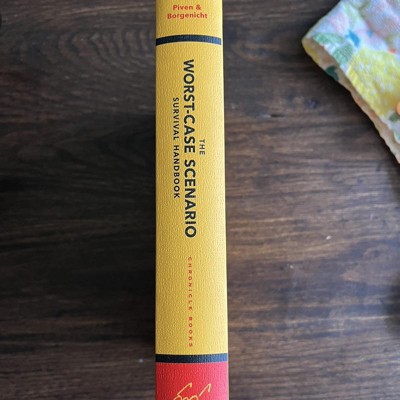 Piven &
Borgenicht
THE
WORST-CASE SCENARIO
SURVIVAL HANDBOOK
CHRONICLE BOOKS